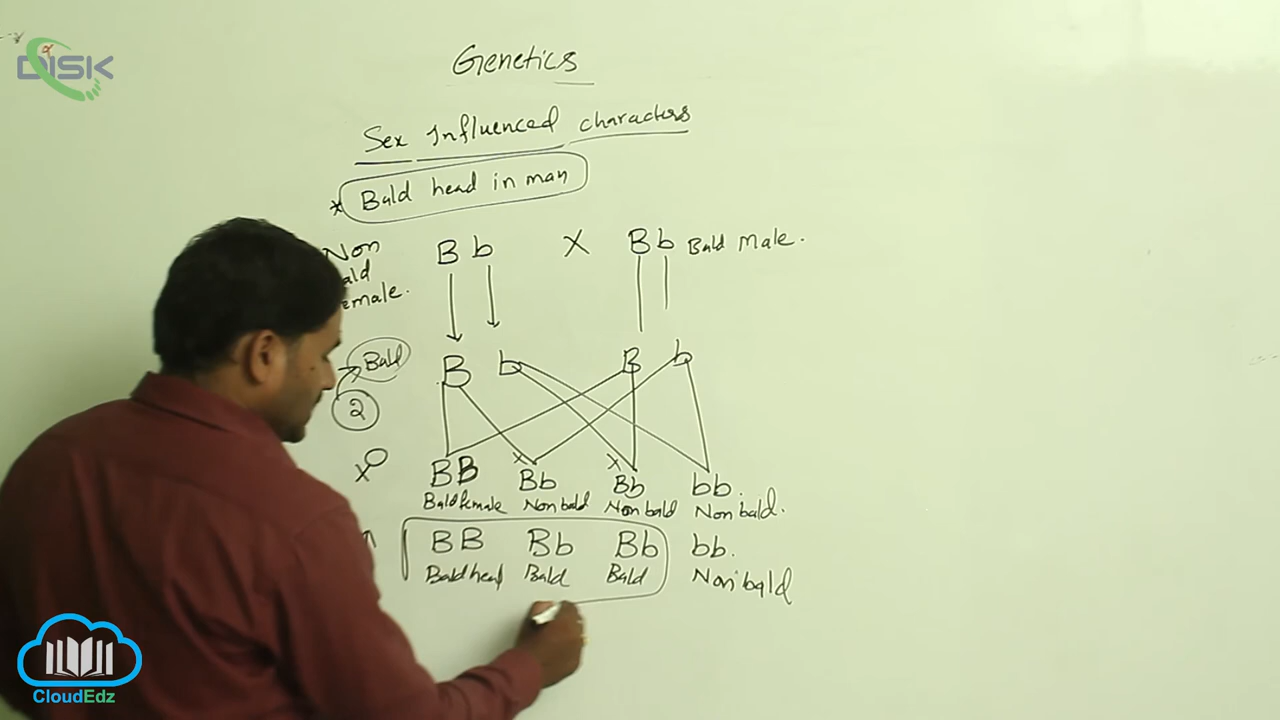 DISK
Genetics
Sex Influenced characters
* Bald head in man
Non Bb X Bb Bald Male.
ald
emale.
Bald B b B b
2
BB Bb Bb bb.
Bald female Non bald Non bald Non bald.
BB Bb Bb bb.
Bald head Bald Bald Non bald
CloudEdz